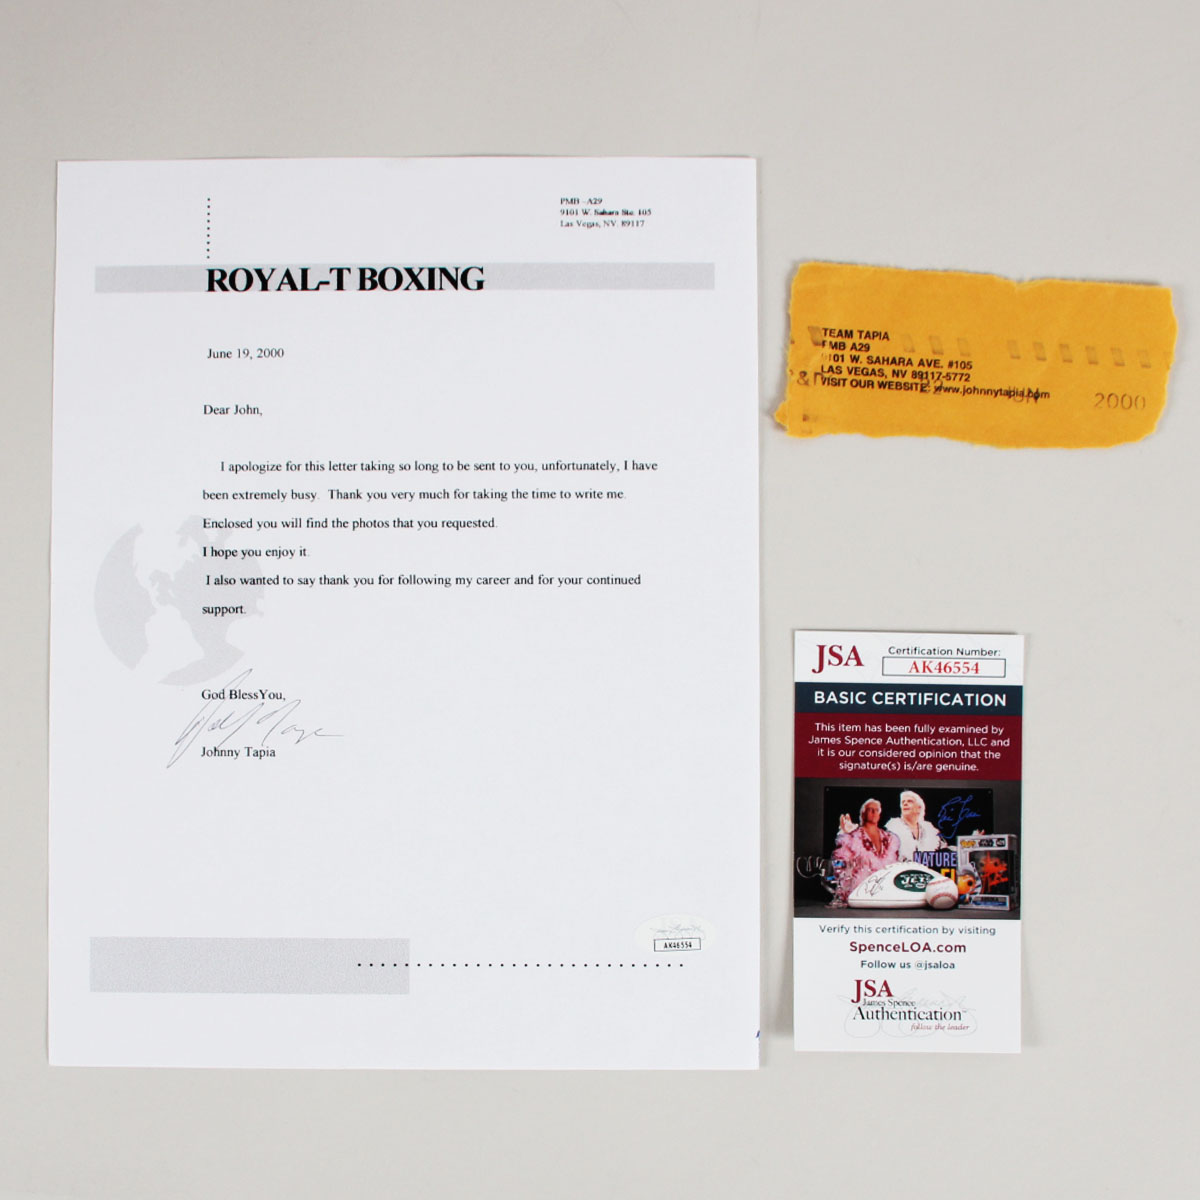 PMB -A29
9101 W. Sahara Ste. 105
Las Vegas, NV. 89117
ROYAL-T BOXING
June 19, 2000
Dear John,
I apologize for this letter taking so long to be sent to you, unfortunately, I have
been extremely busy. Thank you very much for taking the time to write me.
Enclosed you will find the photos that you requested.
I hope you enjoy it.
I also wanted to say thank you for following my career and for your continued
support.
God BlessYou,
Johnny Tapia
AK46554
TEAM TAPIA
PMB A29
9101 W. SAHARA AVE. #105
LAS VEGAS, NV 89117-5772
VISIT OUR WEBSITE: www.johnnytapia.com
22 JUN 2000
JSA
Certification Number:
AK46554
BASIC CERTIFICATION
This item has been fully examined by
James Spence Authentication, LLC and
it is our considered opinion that the
signature(s) is/are genuine.
NATURE
JETS
Verify this certification by visiting
SpenceLOA.com
Follow us @jsaloa
JSA
James Spence
Authentication
follow the leader